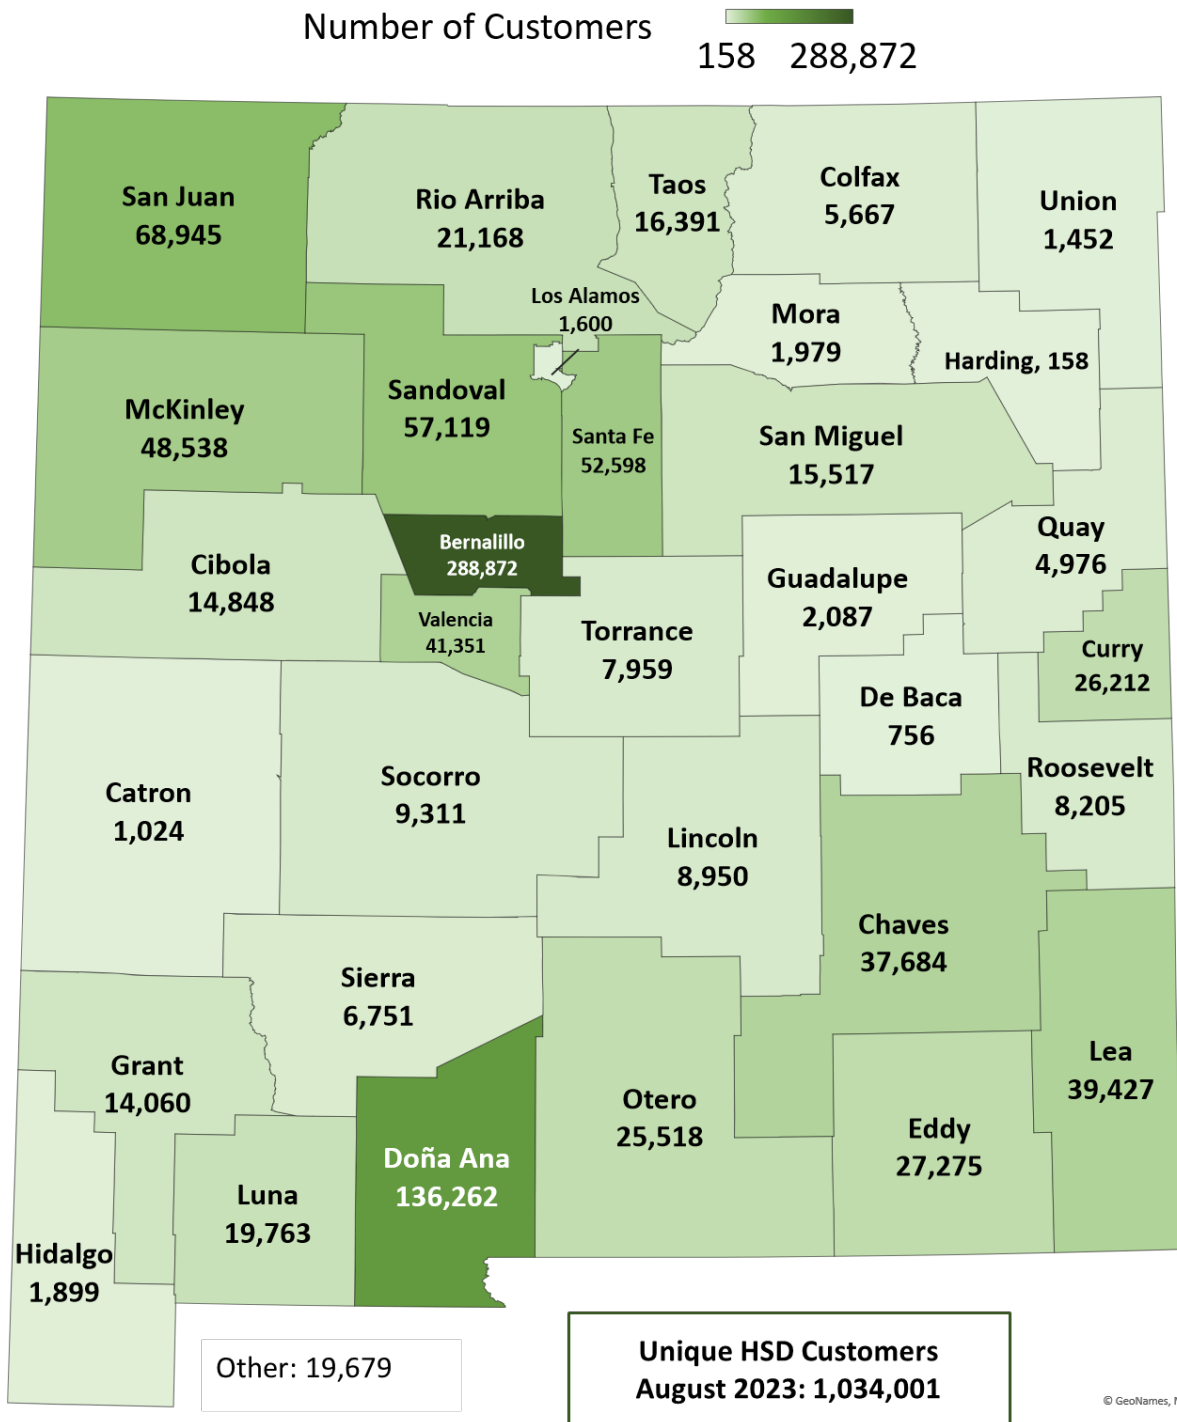 Number of Customers
158 288,872
San Juan
68,945
Rio Arriba
21,168
Taos
16,391
Colfax
5,667
Union
1,452
Los Alamos
1,600
Mora
1,979
Harding, 158
McKinley
48,538
Sandoval
57,119
Santa Fe
52,598
San Miguel
15,517
Quay
4,976
Cibola
14,848
Bernalillo
288,872
Valencia
41,351
Torrance
7,959
Guadalupe
2,087
Curry
26,212
De Baca
756
Roosevelt
8,205
Catron
1,024
Socorro
9,311
Lincoln
8,950
Chaves
37,684
Sierra
6,751
Grant
14,060
Otero
25,518
Lea
39,427
Eddy
27,275
Doña Ana
136,262
Luna
19,763
Hidalgo
1,899
Other: 19,679
Unique HSD Customers
August 2023: 1,034,001
© GeoNames,